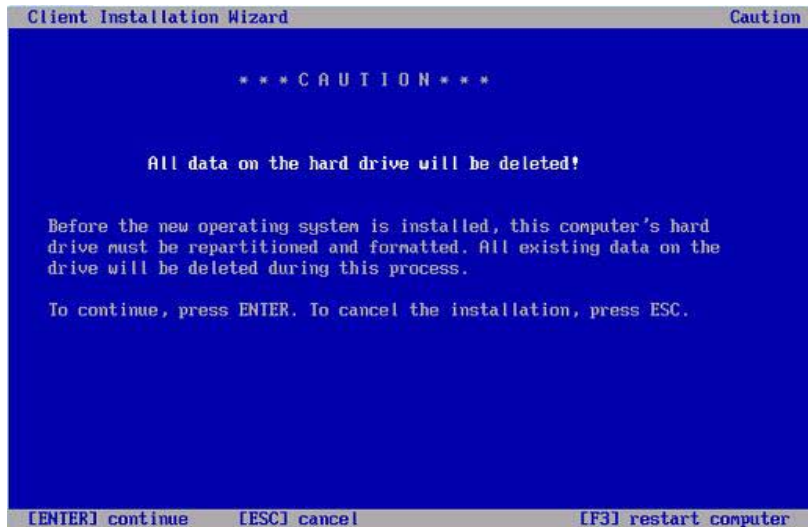 Client Installation Wizard Caution
* * * C A U T I O N * * *
All data on the hard drive will be deleted!
Before the new operating system is installed, this computer's hard
drive must be repartitioned and formatted. All existing data on the
drive will be deleted during this process.
To continue, press ENTER. To cancel the installation, press ESC.
[ENTER] continue [ESC] cancel [F3] restart computer